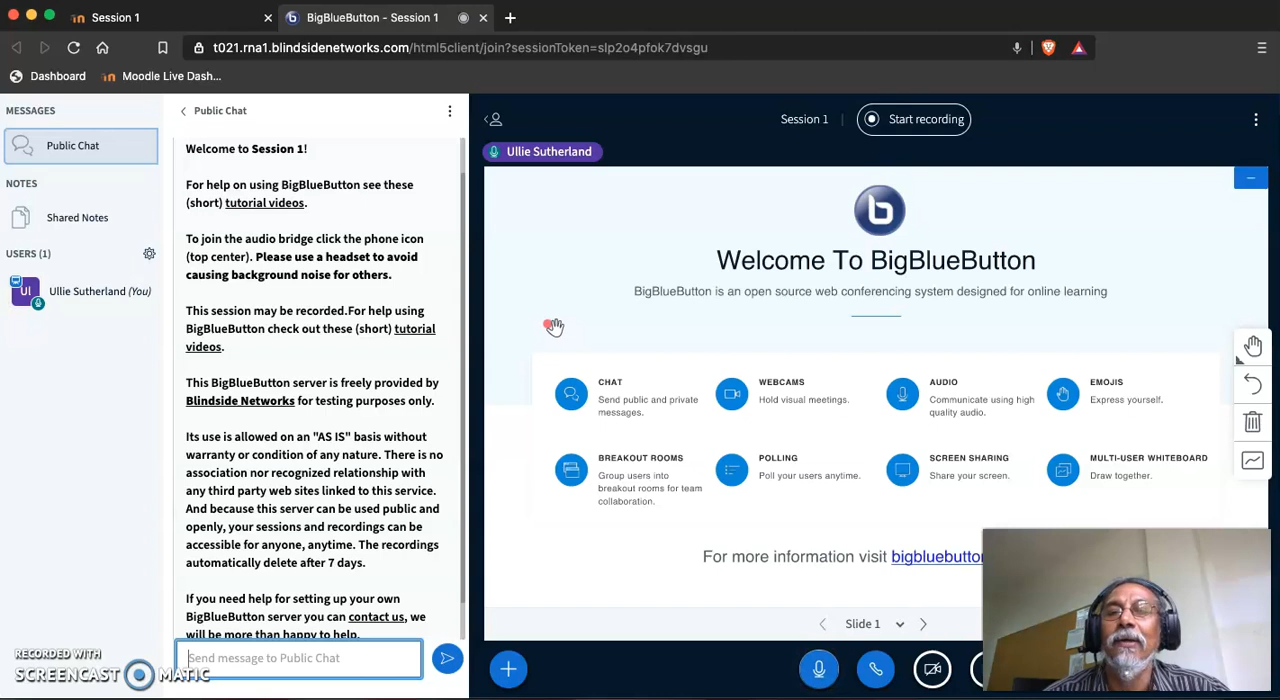 Session 1
BigBlueButton - Session 1
t021.rna1.blindsidenetworks.com/html5client/join?sessionToken=slp2o4pfok7dvsgu
Dashboard
Moodle Live Dash...
MESSAGES
Public Chat
NOTES
Shared Notes
USERS (1)
UI
Ullie Sutherland (You)
Public Chat
Welcome to Session 1!
For help on using BigBlueButton see these
(short) tutorial videos.
To join the audio bridge click the phone icon
(top center). Please use a headset to avoid
causing background noise for others.
This session may be recorded.For help using
BigBlueButton check out these (short) tutorial
videos.
This BigBlueButton server is freely provided by
Blindside Networks for testing purposes only.
Its use is allowed on an "AS IS" basis without
warranty or condition of any nature. There is no
association nor recognized relationship with
any third party web sites linked to this service.
And because this server can be used public and
openly, your sessions and recordings can be
accessible for anyone, anytime. The recordings
automatically delete after 7 days.
If you need help for setting up your own
BigBlueButton server you can contact us, we
will be more than happy to help.
Send message to Public Chat
RECORDED WITH
SCREENCAST MATIC
Session 1
Start recording
Ullie Sutherland
b
Welcome To BigBlueButton
BigBlueButton is an open source web conferencing system designed for online learning
CHAT
Send public and private
messages.
WEBCAMS
Hold visual meetings.
AUDIO
Communicate using high
quality audio.
EMOJIS
Express yourself.
BREAKOUT ROOMS
Group users into
breakout rooms for team
collaboration.
POLLING
Poll your users anytime.
SCREEN SHARING
Share your screen.
MULTI-USER WHITEBOARD
Draw together.
For more information visit bigbluebutton
Slide 1